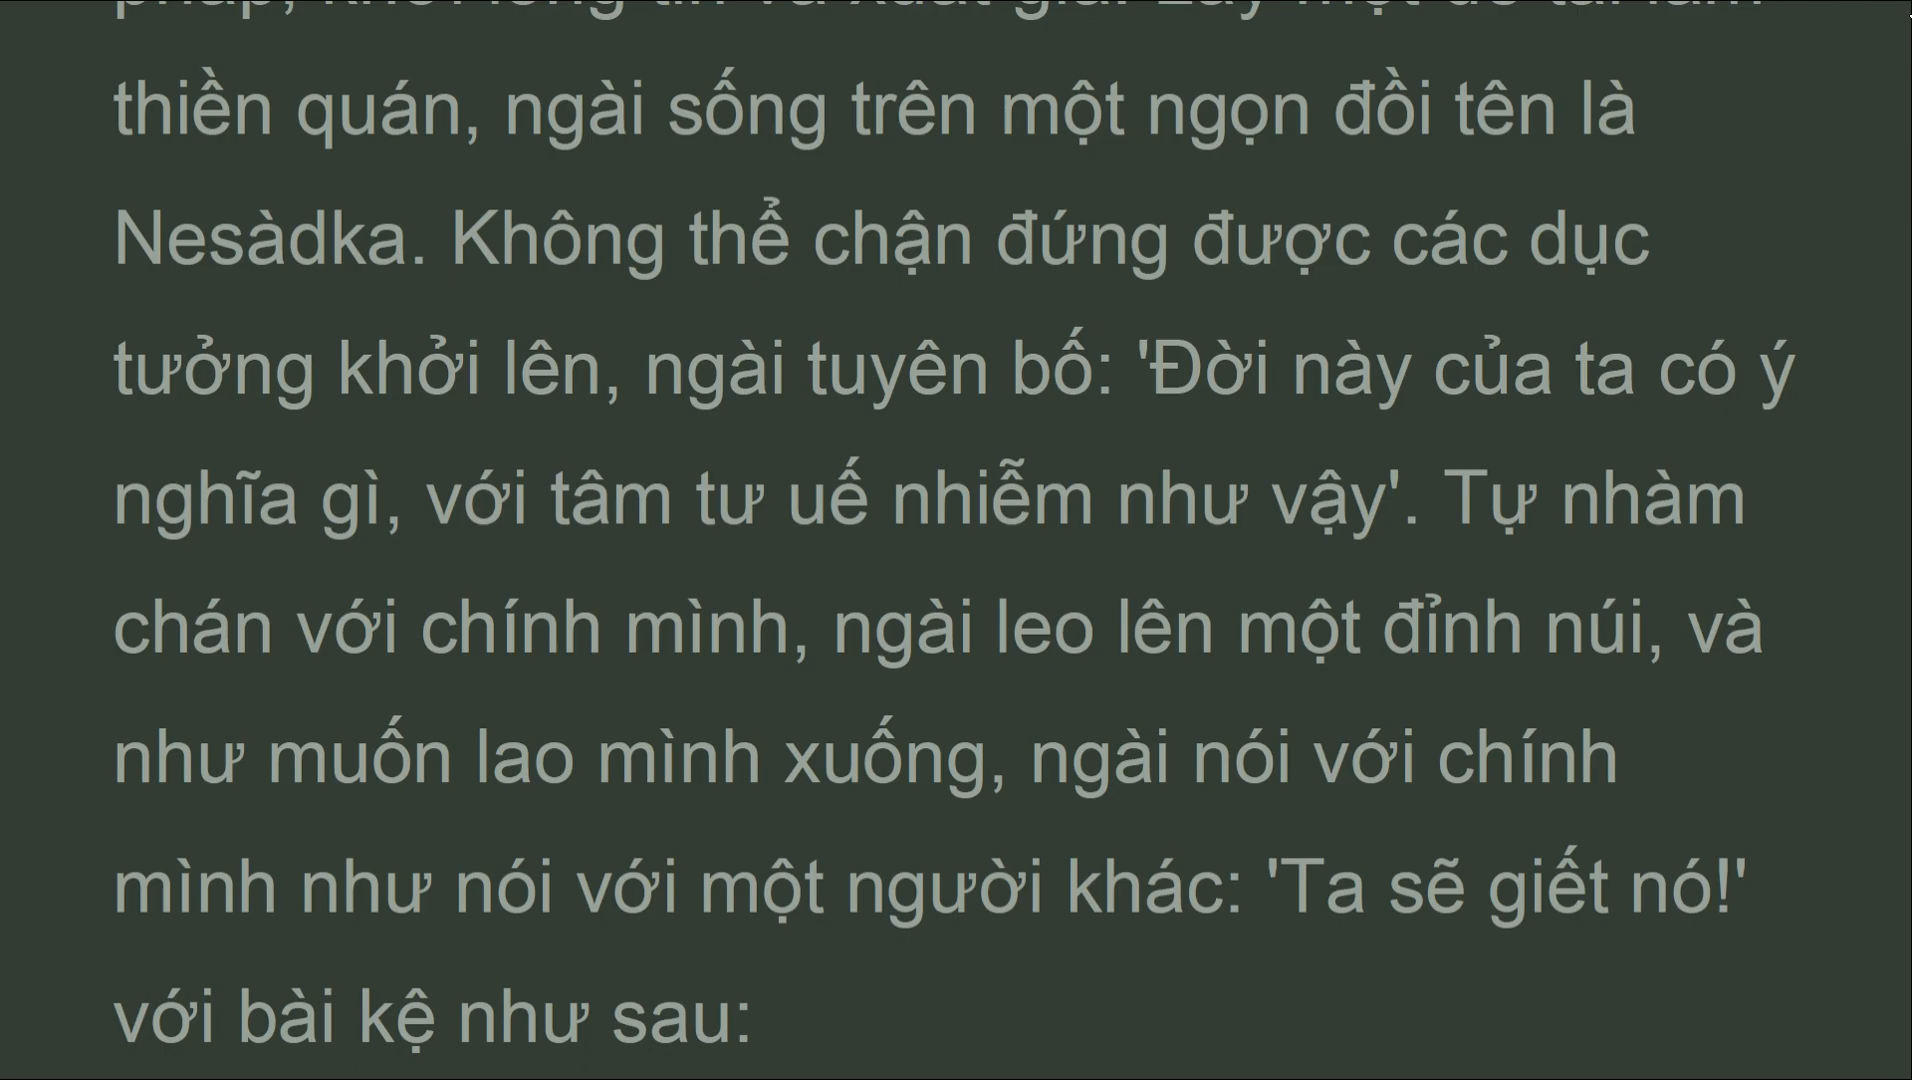 thiền quán, ngài sống trên một ngọn đồi tên là
Nesàdka. Không thể chận đứng được các dục
tưởng khởi lên, ngài tuyên bố: 'Đời này của ta có ý
nghĩa gì, với tâm tư uế nhiễm như vậy'. Tự nhàm
chán với chính mình, ngài leo lên một đỉnh núi, và
như muốn lao mình xuống, ngài nói với chính
mình như nói với một người khác: 'Ta sẽ giết nó!'
với bài kệ như sau: